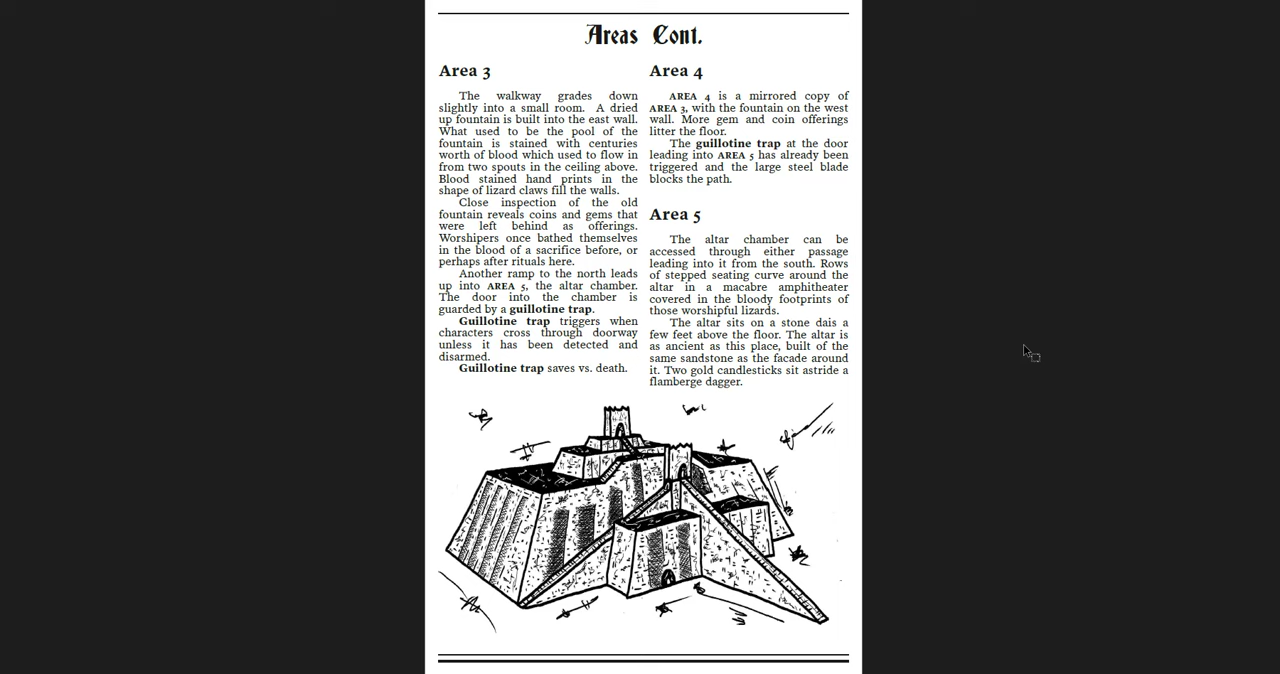 Areas Cont.
Area 3
The walkway grades down
slightly into a small room. A dried
up fountain is built into the east wall.
What used to be the pool of the
fountain is stained with centuries
worth of blood which used to flow in
from two spouts in the ceiling above.
Blood stained hand prints in the
shape of lizard claws fill the walls.
Close inspection of the old
fountain reveals coins and gems that
were left behind as offerings.
Worshipers once bathed themselves
in the blood of a sacrifice before, or
perhaps after rituals here.
Another ramp to the north leads
up into AREA 5, the altar chamber.
The door into the chamber is
guarded by a guillotine trap.
Guillotine trap triggers when
characters cross through doorway
unless it has been detected and
disarmed.
Guillotine trap saves vs. death.
Area 4
AREA 4 is a mirrored copy of
AREA 3, with the fountain on the west
wall. More gem and coin offerings
litter the floor.
The guillotine trap at the door
leading into AREA 5 has already been
triggered and the large steel blade
blocks the path.
Area 5
The altar chamber can be
accessed through either passage
leading into it from the south. Rows
of stepped seating curve around the
altar in a macabre amphitheater
covered in the bloody footprints of
those worshipful lizards.
The altar sits on a stone dais a
few feet above the floor. The altar is
as ancient as this place, built of the
same sandstone as the facade around
it. Two gold candlesticks sit astride a
flamberge dagger.